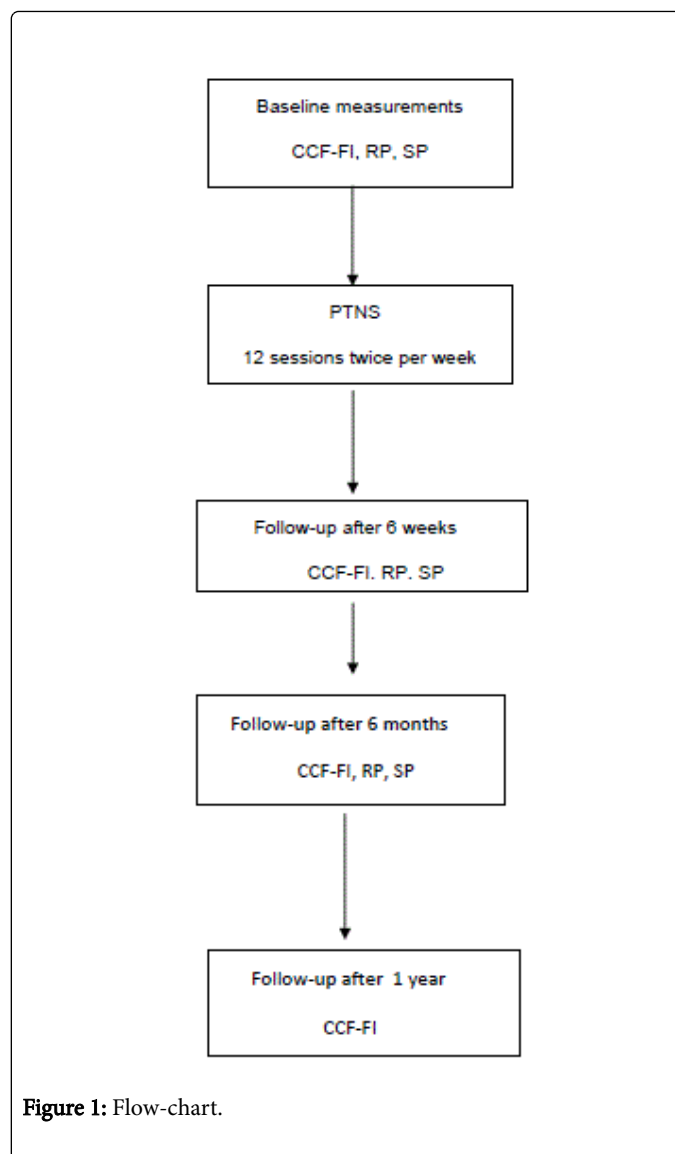 Baseline measurements
CCF-FI, RP, SP
PTNS
12 sessions twice per week
Follow-up after 6 weeks
CCF-FI. RP. SP
Follow-up after 6 months
CCF-FI, RP, SP
Follow-up after 1 year
CCF-FI
Figure 1: Flow-chart.